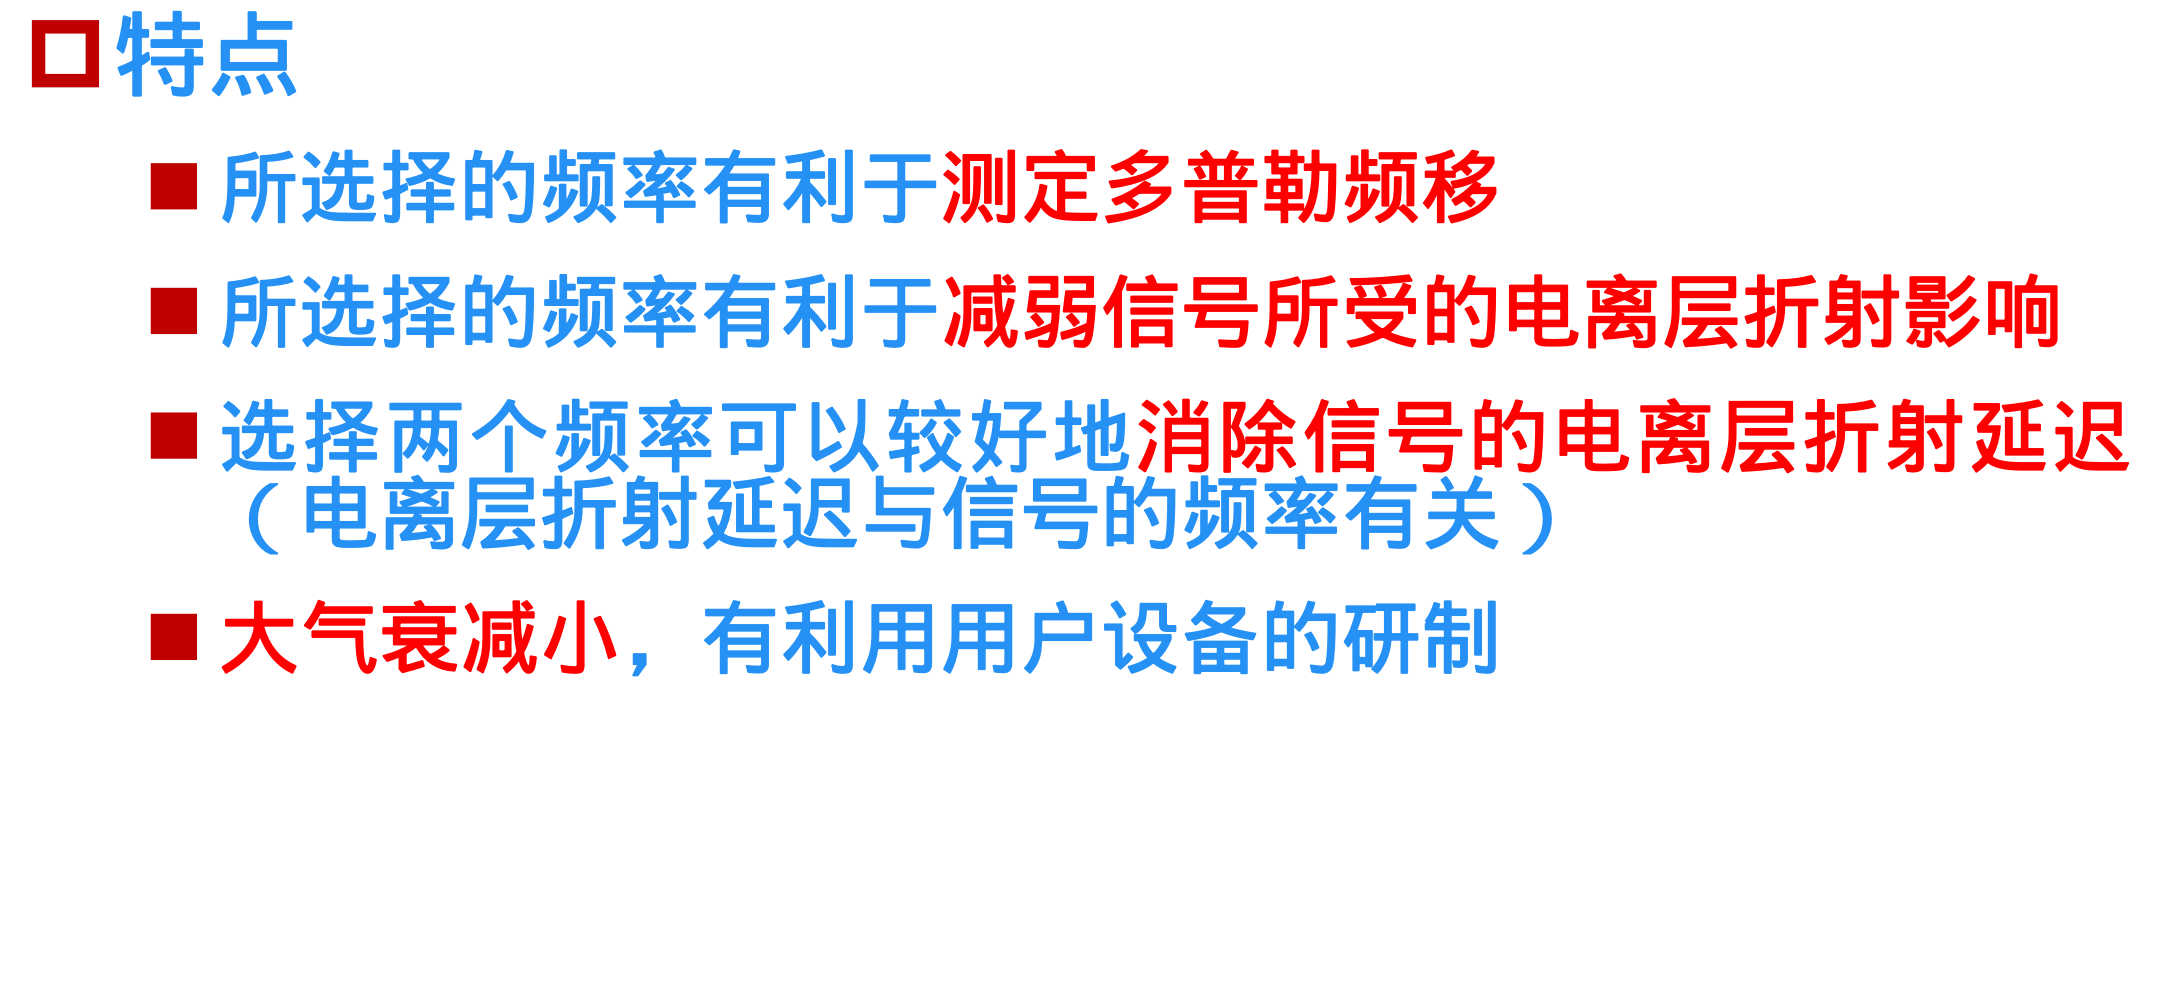 特点
所选择的频率有利于测定多普勒频移
所选择的频率有利于减弱信号所受的电离层折射影响
选择两个频率可以较好地消除信号的电离层折射延迟
（电离层折射延迟与信号的频率有关）
大气衰减小，有利用用户设备的研制